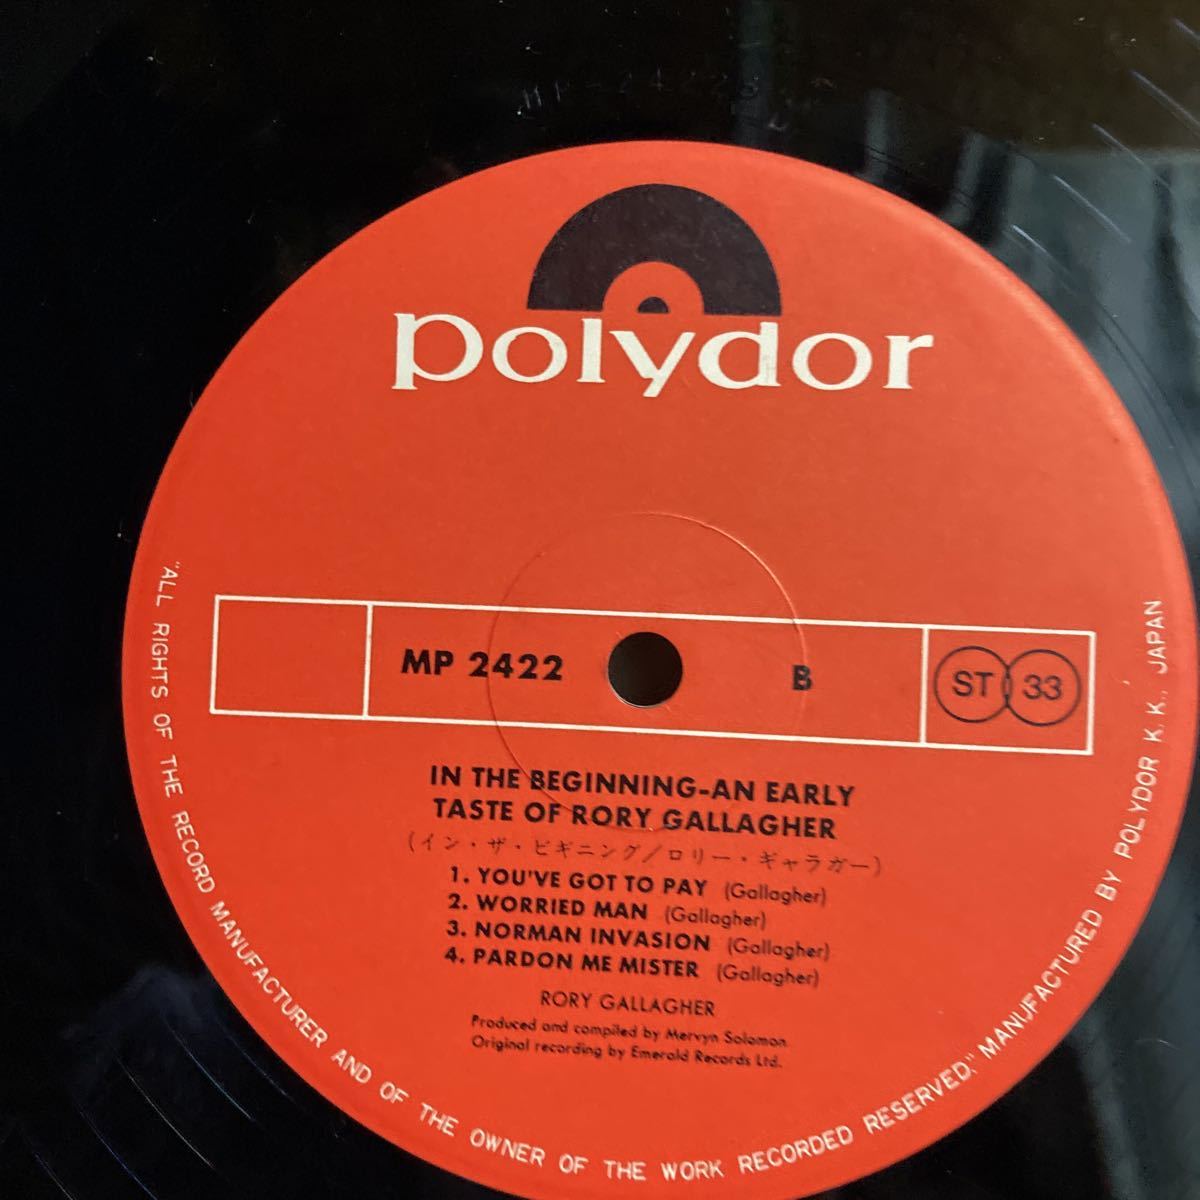 polydor
MP 2422
B
ST 33
IN THE BEGINNING-AN EARLY
TASTE OF RORY GALLAGHER
(イン・ザ・ビギニング/ロリー・ギャラガー)
1. YOU'VE GOT TO PAY (Gallagher)
2. WORRIED MAN (Gallagher)
3. NORMAN INVASION (Gallagher)
4. PARDON ME MISTER (Gallagher)
RORY GALLAGHER
Produced and compiled by Mervyn Solomon
Original recording by Emerald Records Ltd.
"ALL RIGHTS OF THE RECORD MANUFACTURER AND OF THE OWNER OF THE WORK RECORDED RESERVED," MANUFACTURED BY POLYDOR K. K., JAPAN